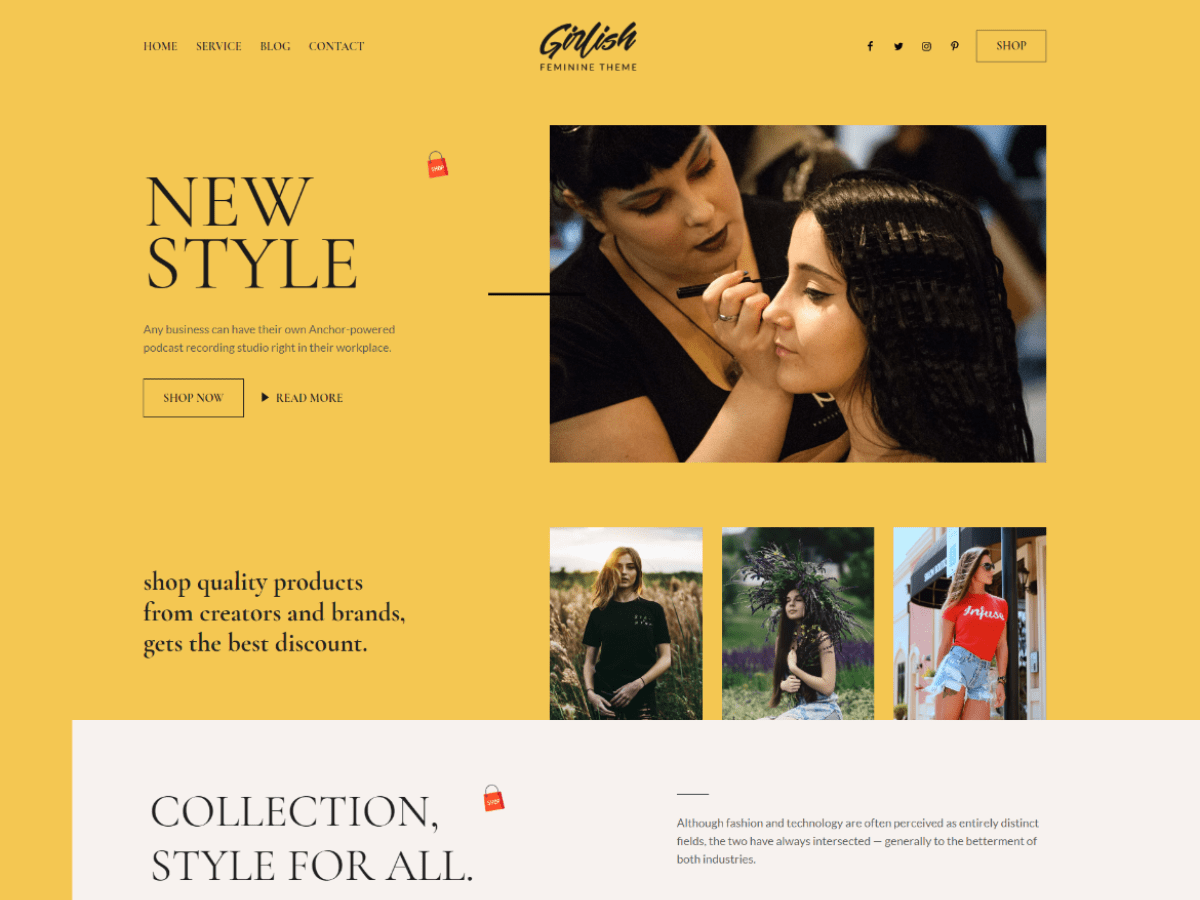 HOME SERVICE BLOG CONTACT
Girlish
FEMININE THEME
SHOP
SHOP
NEW
STYLE
Any business can have their own Anchor-powered
podcast recording studio right in their workplace.
SHOP NOW
READ MORE
shop quality products
from creators and brands,
gets the best discount.
Infuse
COLLECTION,
STYLE FOR ALL.
SHOP
Although fashion and technology are often perceived as entirely distinct
fields, the two have always intersected — generally to the betterment of
both industries.